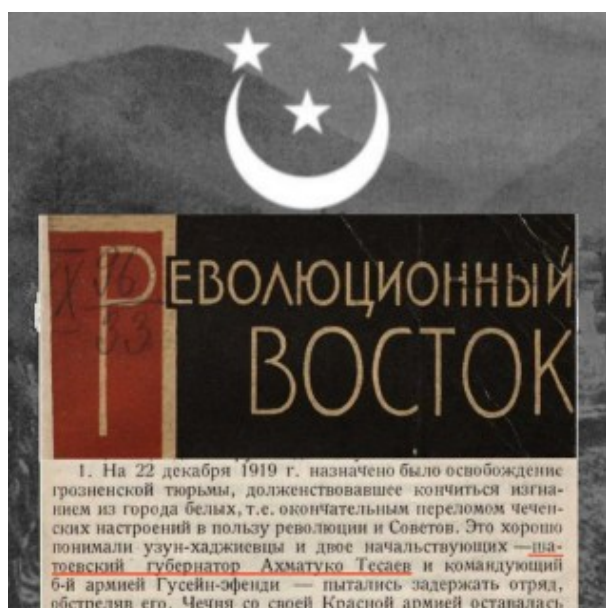 РЕВОЛЮЦИОННЫЙ
ВОСТОК
X 96
33
1. На 22 декабря 1919 г. назначено было освобождение
грозненской тюрьмы, долженствовавшее кончиться изгна-
нием из города белых, т. е. окончательным переломом чечен-
ских настроений в пользу революции и Советов. Это хорошо
понимали узун-хаджиевцы и двое начальствующих — ша-
тоевский губернатор Ахматуко Тесаев и командующий
6-й армией Гусейн-эфенди — пытались задержать отряд,
обстреляв его. Чечня со своей Красной армией оставалась